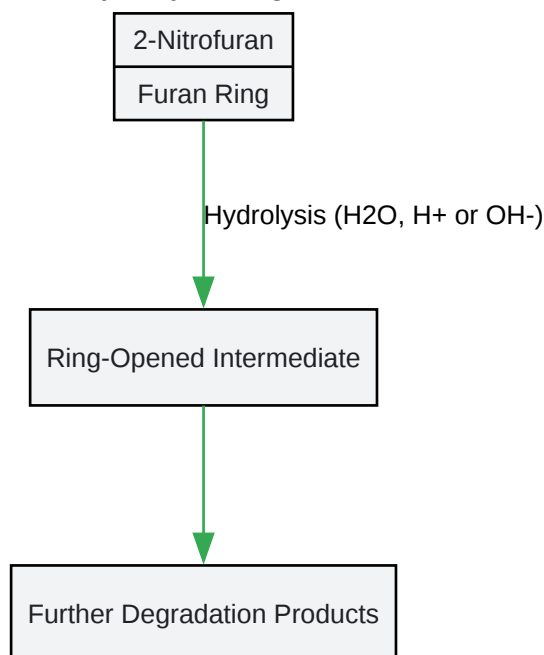 2-Nitrofuran
Furan Ring
Hydrolysis (H2O, H+ or OH-)
Ring-Opened Intermediate
Further Degradation Products